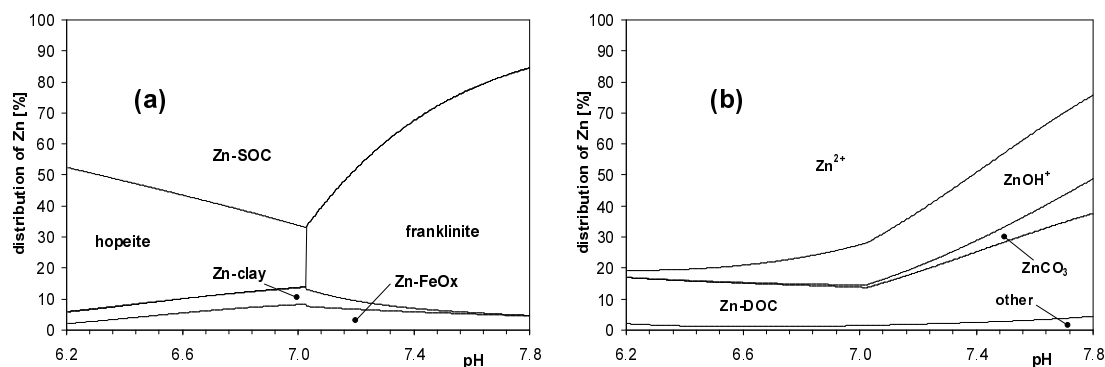 distribution of Zn [%]
100
90
80
70
60
50
40
30
20
10
0
(a)
Zn-SOC
hopeite
franklinite
Zn-clay
Zn-FeOx
6.2
6.6
7.0
7.4
7.8
pH
distribution of Zn [%]
100
90
80
70
60
50
40
30
20
10
0
(b)
Zn²⁺
ZnOH⁺
ZnCO₃
Zn-DOC
other
6.2
6.6
7.0
7.4
7.8
pH